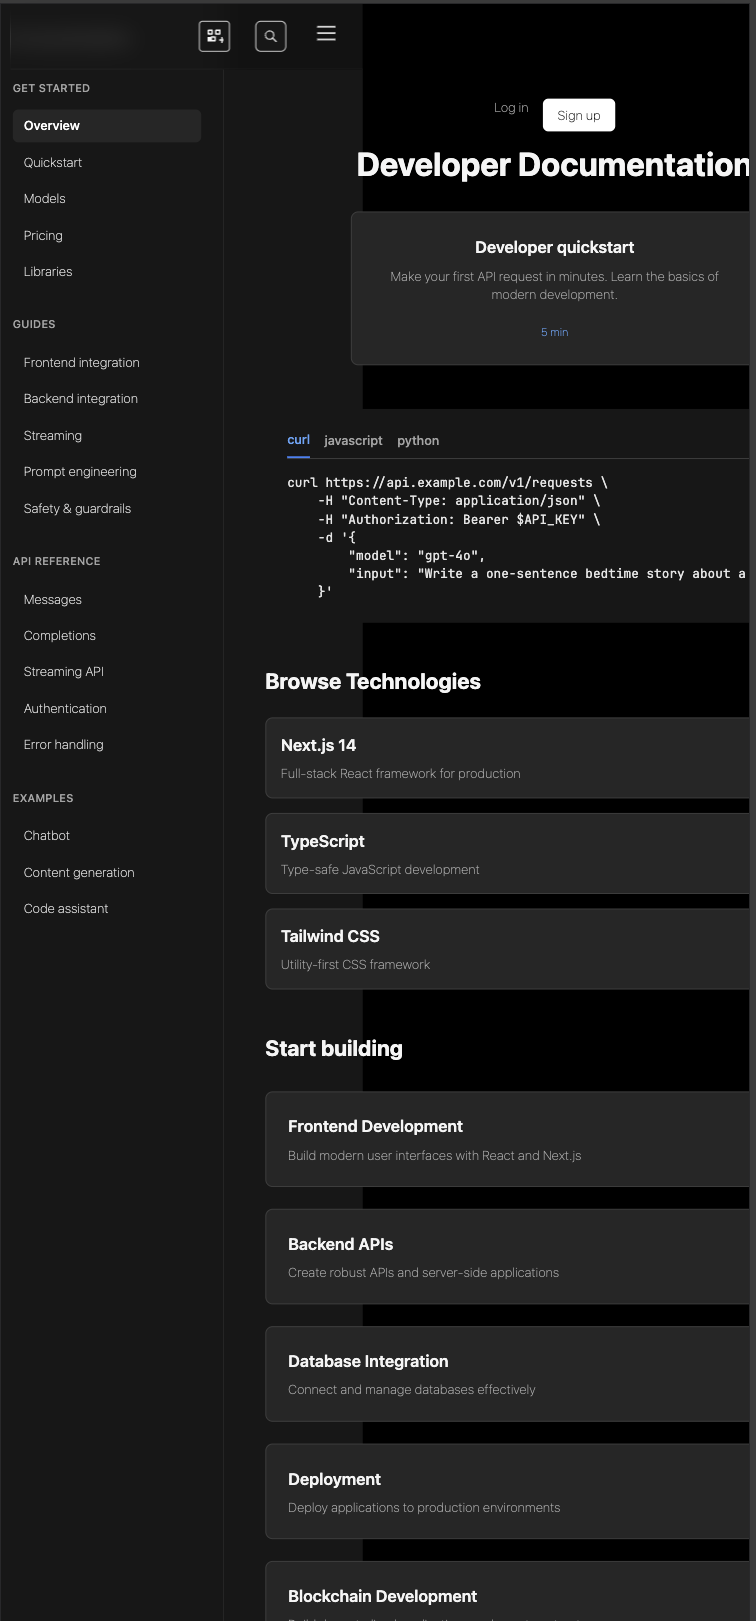 GET STARTED
Overview
Quickstart
Models
Pricing
Libraries
GUIDES
Frontend integration
Backend integration
Streaming
Prompt engineering
Safety & guardrails
API REFERENCE
Messages
Completions
Streaming API
Authentication
Error handling
EXAMPLES
Chatbot
Content generation
Code assistant
Log in
Sign up
Developer Documentation
Developer quickstart
Make your first API request in minutes. Learn the basics of
modern development.
5 min
curl javascript python
curl https://api.example.com/v1/requests \
-H "Content-Type: application/json" \
-H "Authorization: Bearer $API_KEY" \
-d '{
"model": "gpt-4o",
"input": "Write a one-sentence bedtime story about a
}'
Browse Technologies
Next.js 14
Full-stack React framework for production
TypeScript
Type-safe JavaScript development
Tailwind CSS
Utility-first CSS framework
Start building
Frontend Development
Build modern user interfaces with React and Next.js
Backend APIs
Create robust APIs and server-side applications
Database Integration
Connect and manage databases effectively
Deployment
Deploy applications to production environments
Blockchain Development